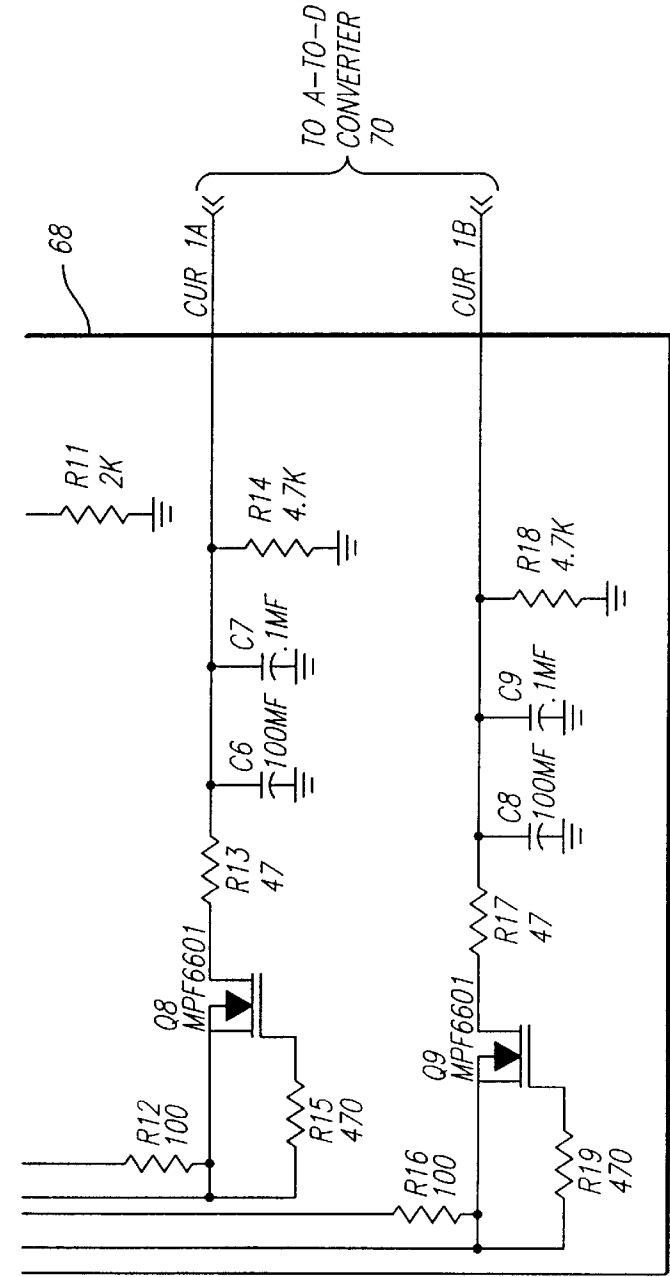 TO A-TO-D
CONVERTER
70
68
CUR 1A
CUR 1B
R11
2K
R14
4.7K
R18
4.7K
C7
.1MF
C6
100MF
C9
.1MF
C8
100MF
R13
47
R17
47
Q8
MPF6601
Q9
MPF6601
R12
100
R15
470
R16
100
R19
470